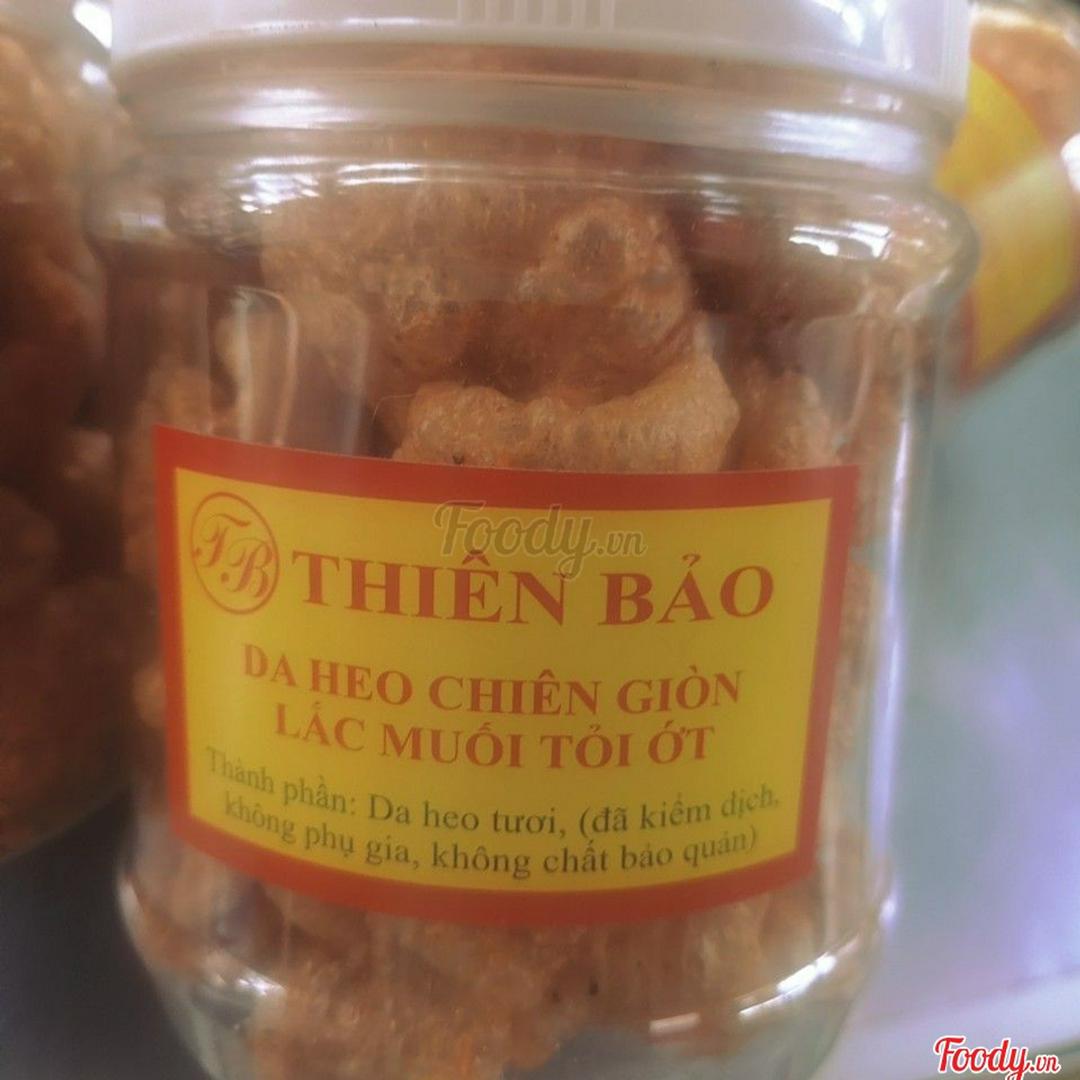 Foody.vn
TB THIÊN BẢO
DA HEO CHIÊN GIÒN
LẮC MUỐI TỎI ỚT
Thành phần: Da heo tươi, (đã kiểm dịch,
không phụ gia, không chất bảo quản)
Foody.vn